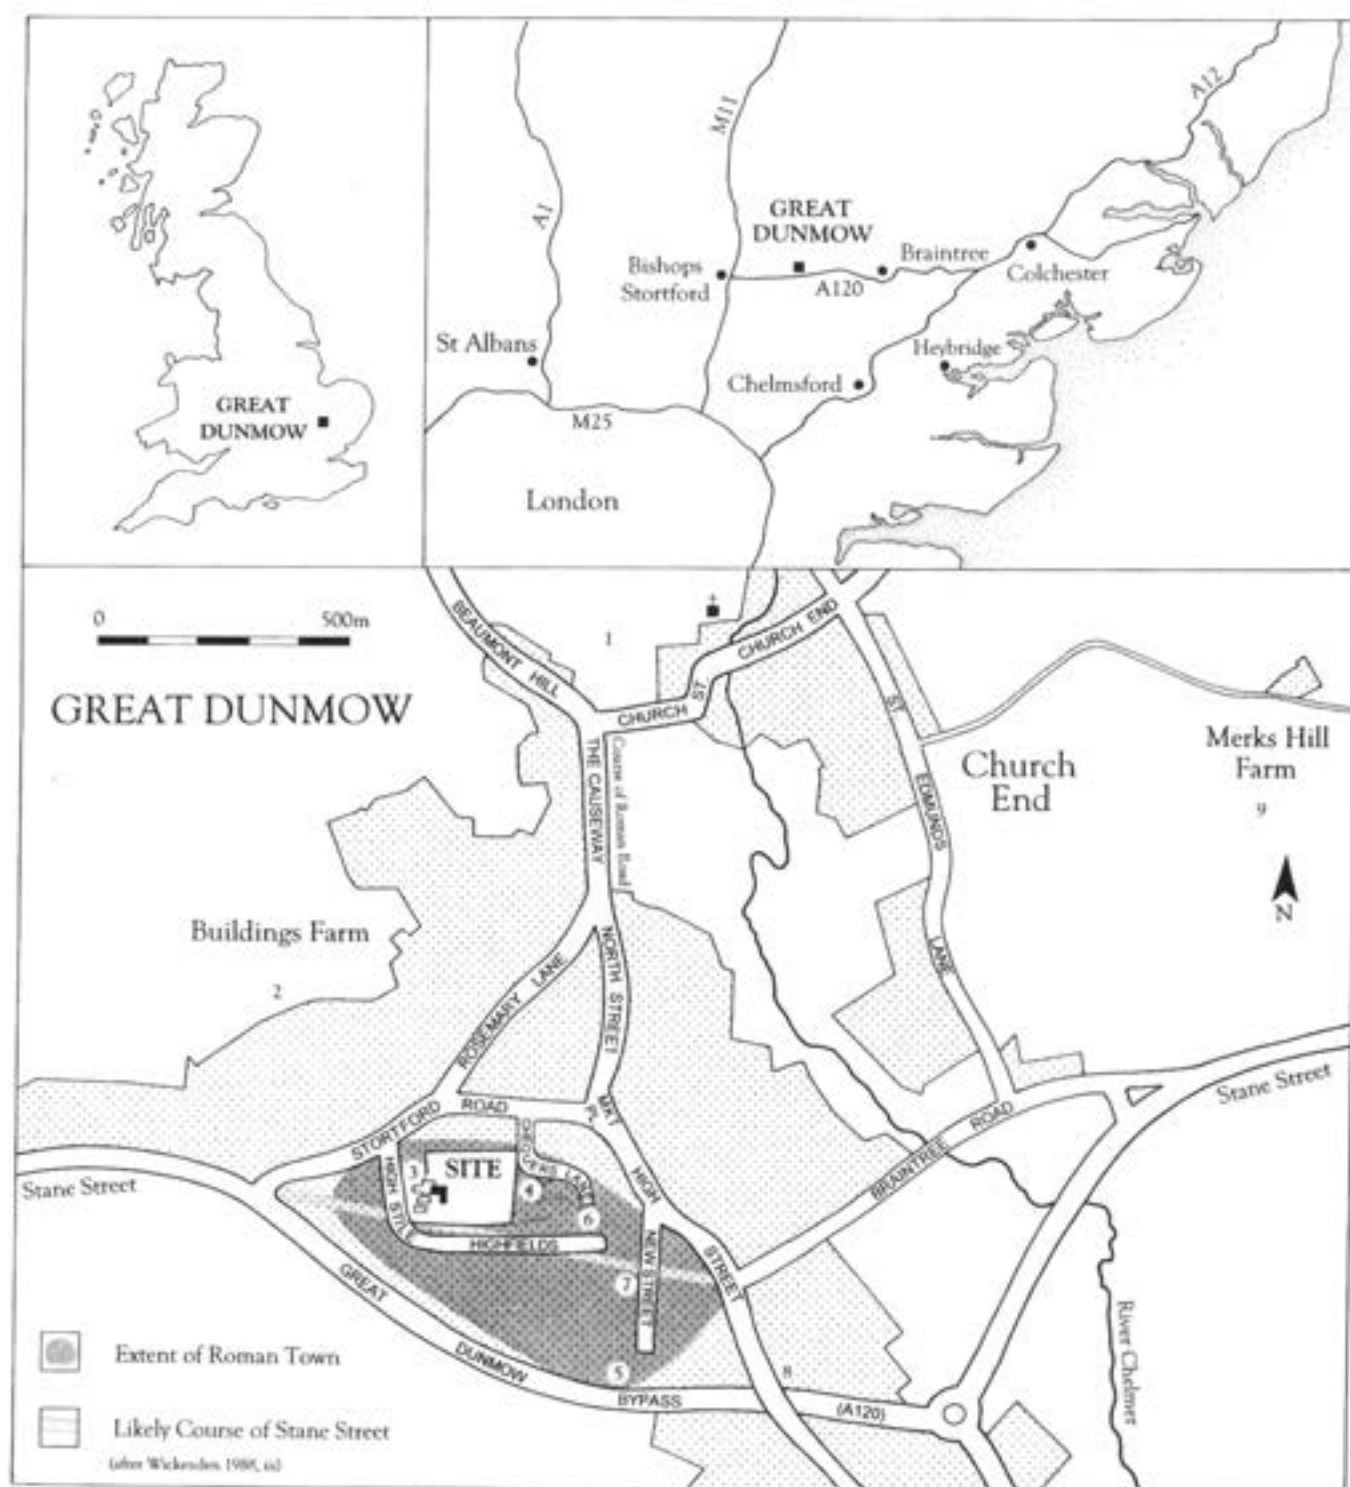 GREAT
DUNMOW
A1
M11
A12
GREAT
DUNMOW
Bishops
Stortford
A120
Braintree
Colchester
St Albans
Heybridge
Chelmsford
M25
London
0 500m
GREAT DUNMOW
BEAUMONT HILL
1
CHURCH END
CHURCH ST
THE CAUSEWAY
Course of Roman Road
ST EDMUNDS LANE
Church
End
Merks Hill
Farm
9
N
Buildings Farm
2
ROSEMARY LANE
NORTH STREET
STORTFORD ROAD
MKT PL
Stane Street
BRAINTREE ROAD
Stane Street
HIGH STILE
3
SITE
4
6
HIGH STREET
HIGHFIELDS
NEW STREET
7
5
8
GREAT DUNMOW BYPASS (A120)
River Chelmer
Extent of Roman Town
Likely Course of Stane Street
(after Wickenden 1988,